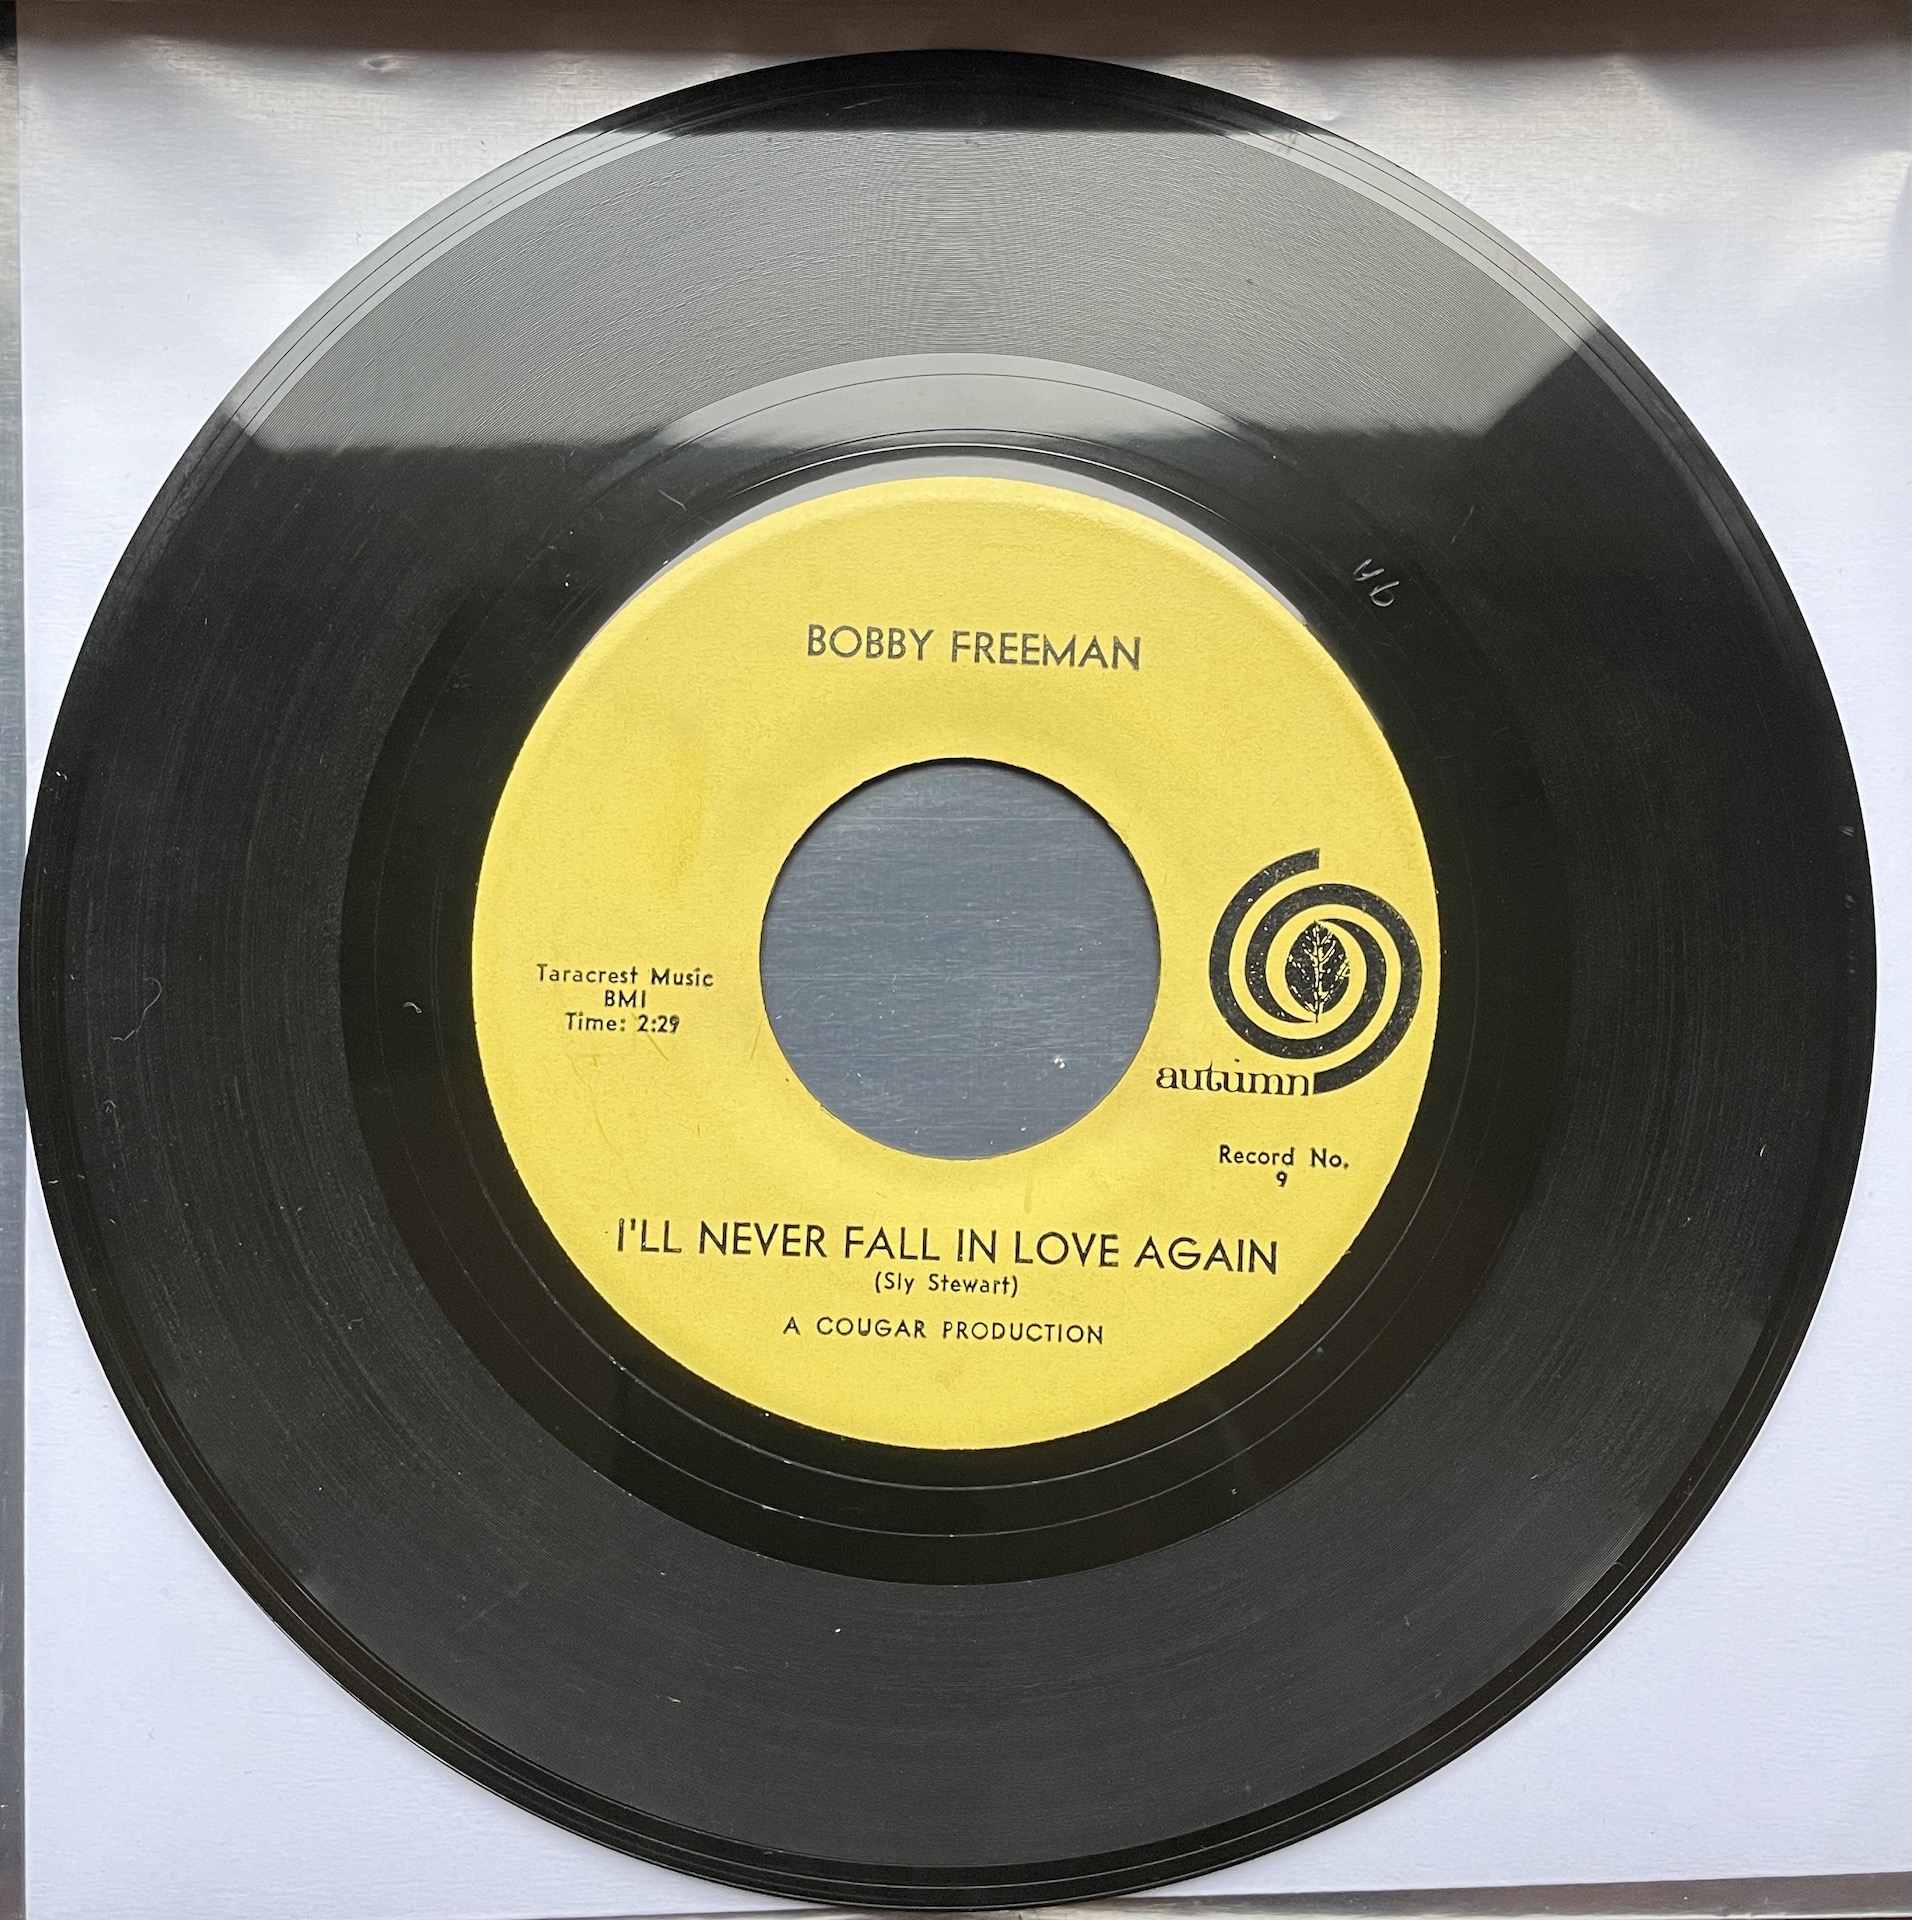 BOBBY FREEMAN
Taracrest Music
BMI
Time: 2:29
autumn
Record No.
9
I'LL NEVER FALL IN LOVE AGAIN
(Sly Stewart)
A COUGAR PRODUCTION